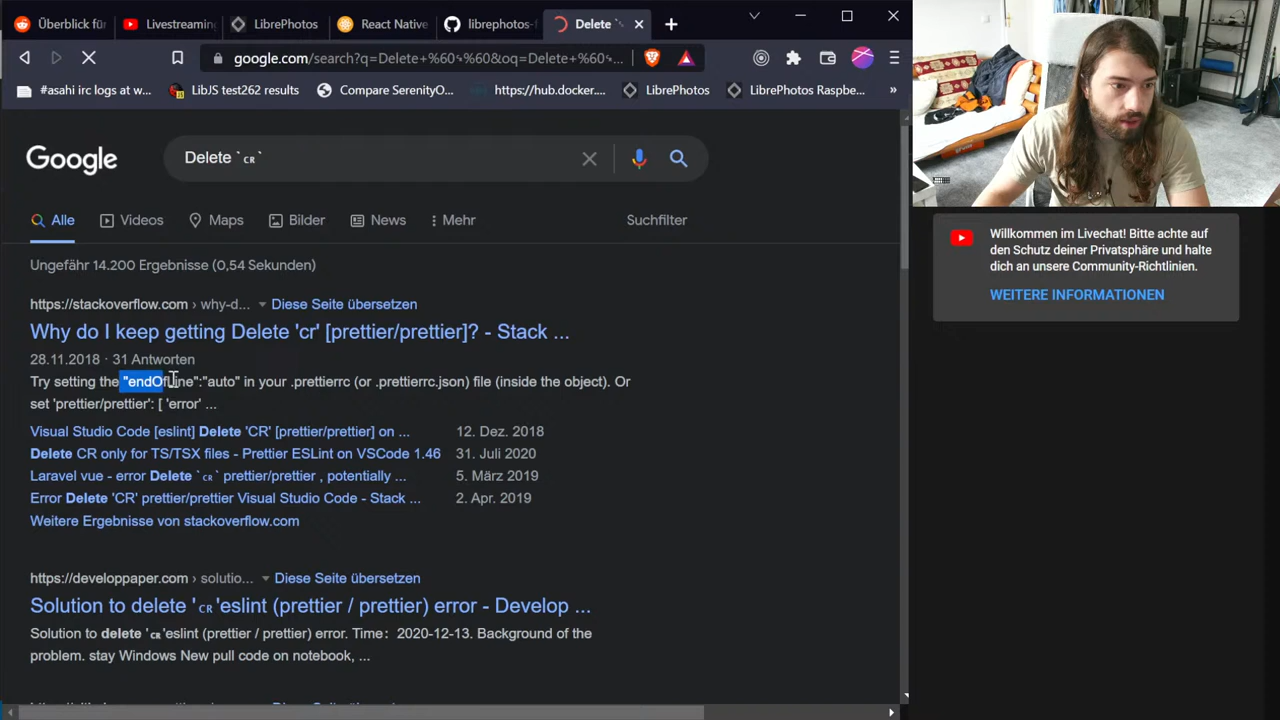 Überblick für
Livestreamin
LibrePhotos
React Native
librephotos-f
Delete `
google.com/search?q=Delete+%60␍%60&oq=Delete+%60␍%...
#asahi irc logs at w...
LibJS test262 results
Compare SerenityO...
https://hub.docker....
LibrePhotos
LibrePhotos Raspbe...
»
Google
Delete `␍`
Alle
Videos
Maps
Bilder
News
Mehr
Suchfilter
Ungefähr 14.200 Ergebnisse (0,54 Sekunden)
https://stackoverflow.com › why-d...
Diese Seite übersetzen
Why do I keep getting Delete 'cr' [prettier/prettier]? - Stack ...
28.11.2018 · 31 Antworten
Try setting the "endOfLine":"auto" in your .prettierrc (or .prettierrc.json) file (inside the object). Or
set 'prettier/prettier': [ 'error' ...
Visual Studio Code [eslint] Delete 'CR' [prettier/prettier] on ...
12. Dez. 2018
Delete CR only for TS/TSX files - Prettier ESLint on VSCode 1.46
31. Juli 2020
Laravel vue - error Delete `␍` prettier/prettier , potentially ...
5. März 2019
Error Delete 'CR' prettier/prettier Visual Studio Code - Stack ...
2. Apr. 2019
Weitere Ergebnisse von stackoverflow.com
https://developpaper.com › solutio...
Diese Seite übersetzen
Solution to delete '␍'eslint (prettier / prettier) error - Develop ...
Solution to delete '␍'eslint (prettier / prettier) error. Time：2020-12-13. Background of the
problem. stay Windows New pull code on notebook, ...
Willkommen im Livechat! Bitte achte auf
den Schutz deiner Privatsphäre und halte
dich an unsere Community-Richtlinien.
WEITERE INFORMATIONEN